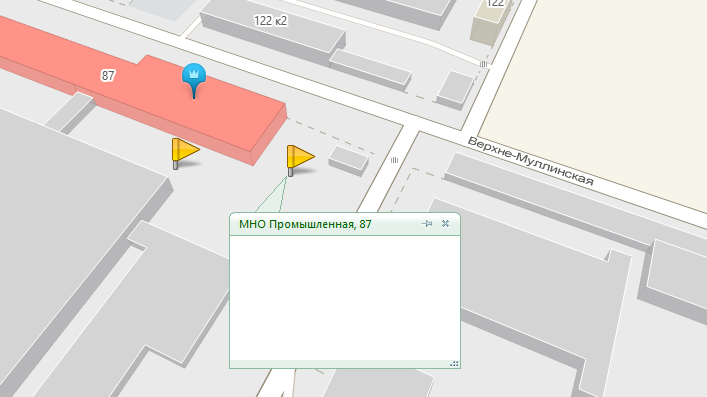 122
122 к2
87
Верхне-Муллинская
МНО Промышленная, 87